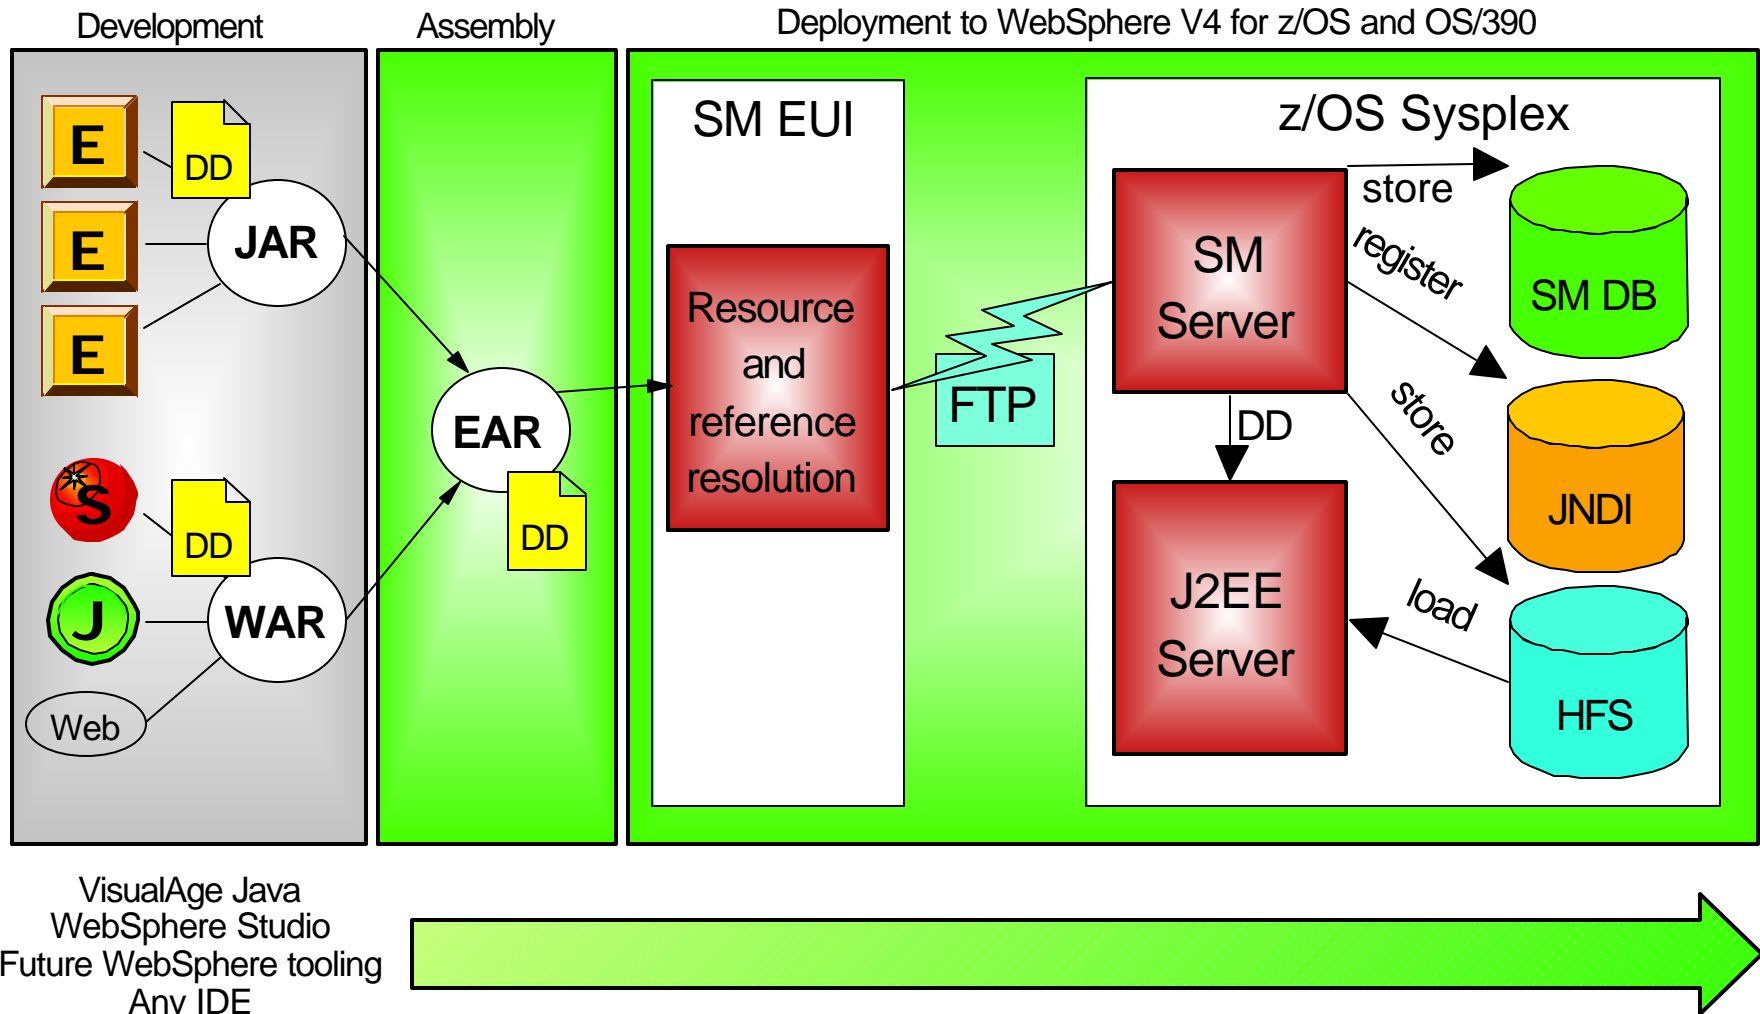 Development
Assembly
Deployment to WebSphere V4 for z/OS and OS/390
E
DD
E
JAR
E
S
DD
J
WAR
Web
EAR
DD
SM EUI
Resource
and
reference
resolution
FTP
z/OS Sysplex
SM
Server
store
register
SM DB
DD
store
JNDI
J2EE
Server
load
HFS
VisualAge Java
WebSphere Studio
Future WebSphere tooling
Any IDE